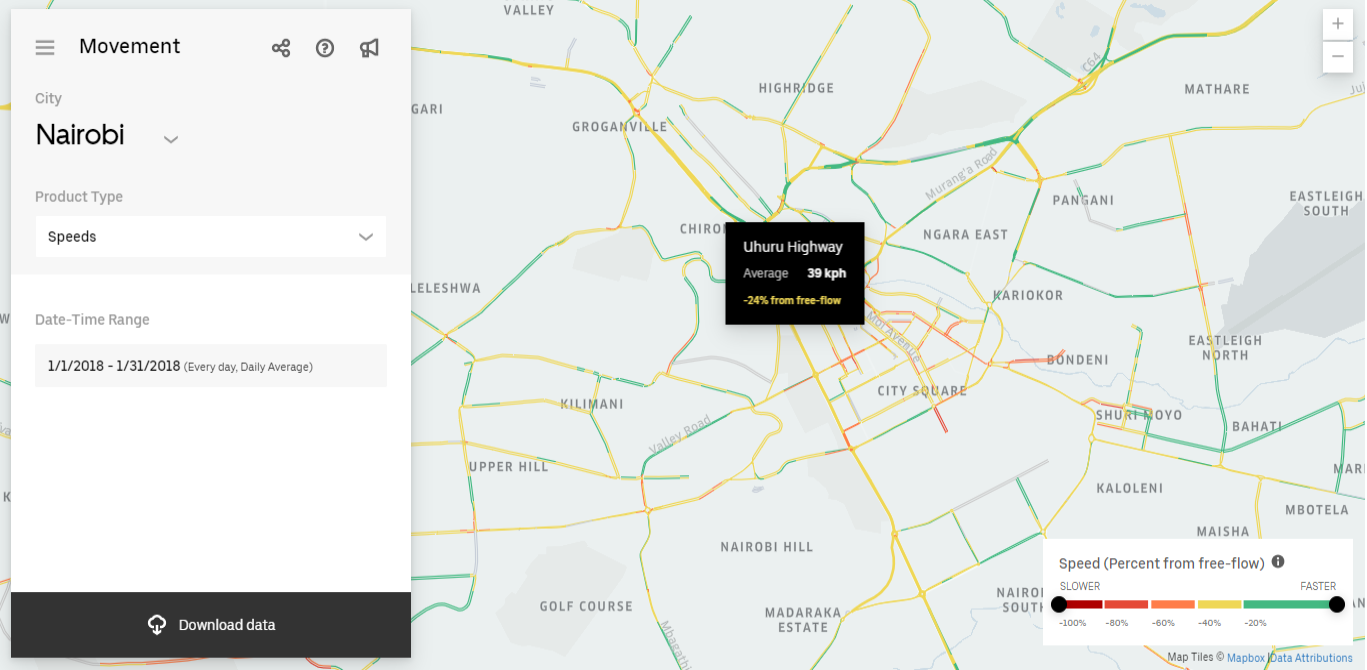 Movement
City
Nairobi
Product Type
Speeds
Date-Time Range
1/1/2018 - 1/31/2018 (Every day, Daily Average)
Download data
VALLEY
HIGHRIDGE
C64
MATHARE
GARI
GROGANVILLE
Murang'a Road
PANGANI
EASTLEIGH
SOUTH
CHIRO
NGARA EAST
Uhuru Highway
Average 39 kph
-24% from free-flow
LELESHWA
KARIOKOR
Moi Avenue
EASTLEIGH
NORTH
BONDENI
CITY SQUARE
KILIMANI
SHURI MOYO
BAHATI
Valley Road
UPPER HILL
MAR
KALOLENI
MBOTELA
MAISHA
NAIROBI HILL
GOLF COURSE
MADARAKA
ESTATE
NAIRO
SOUTH
Mbagathi
+
−
Speed (Percent from free-flow)
SLOWER FASTER
-100% -80% -60% -40% -20%
Map Tiles © Mapbox | Data Attributions